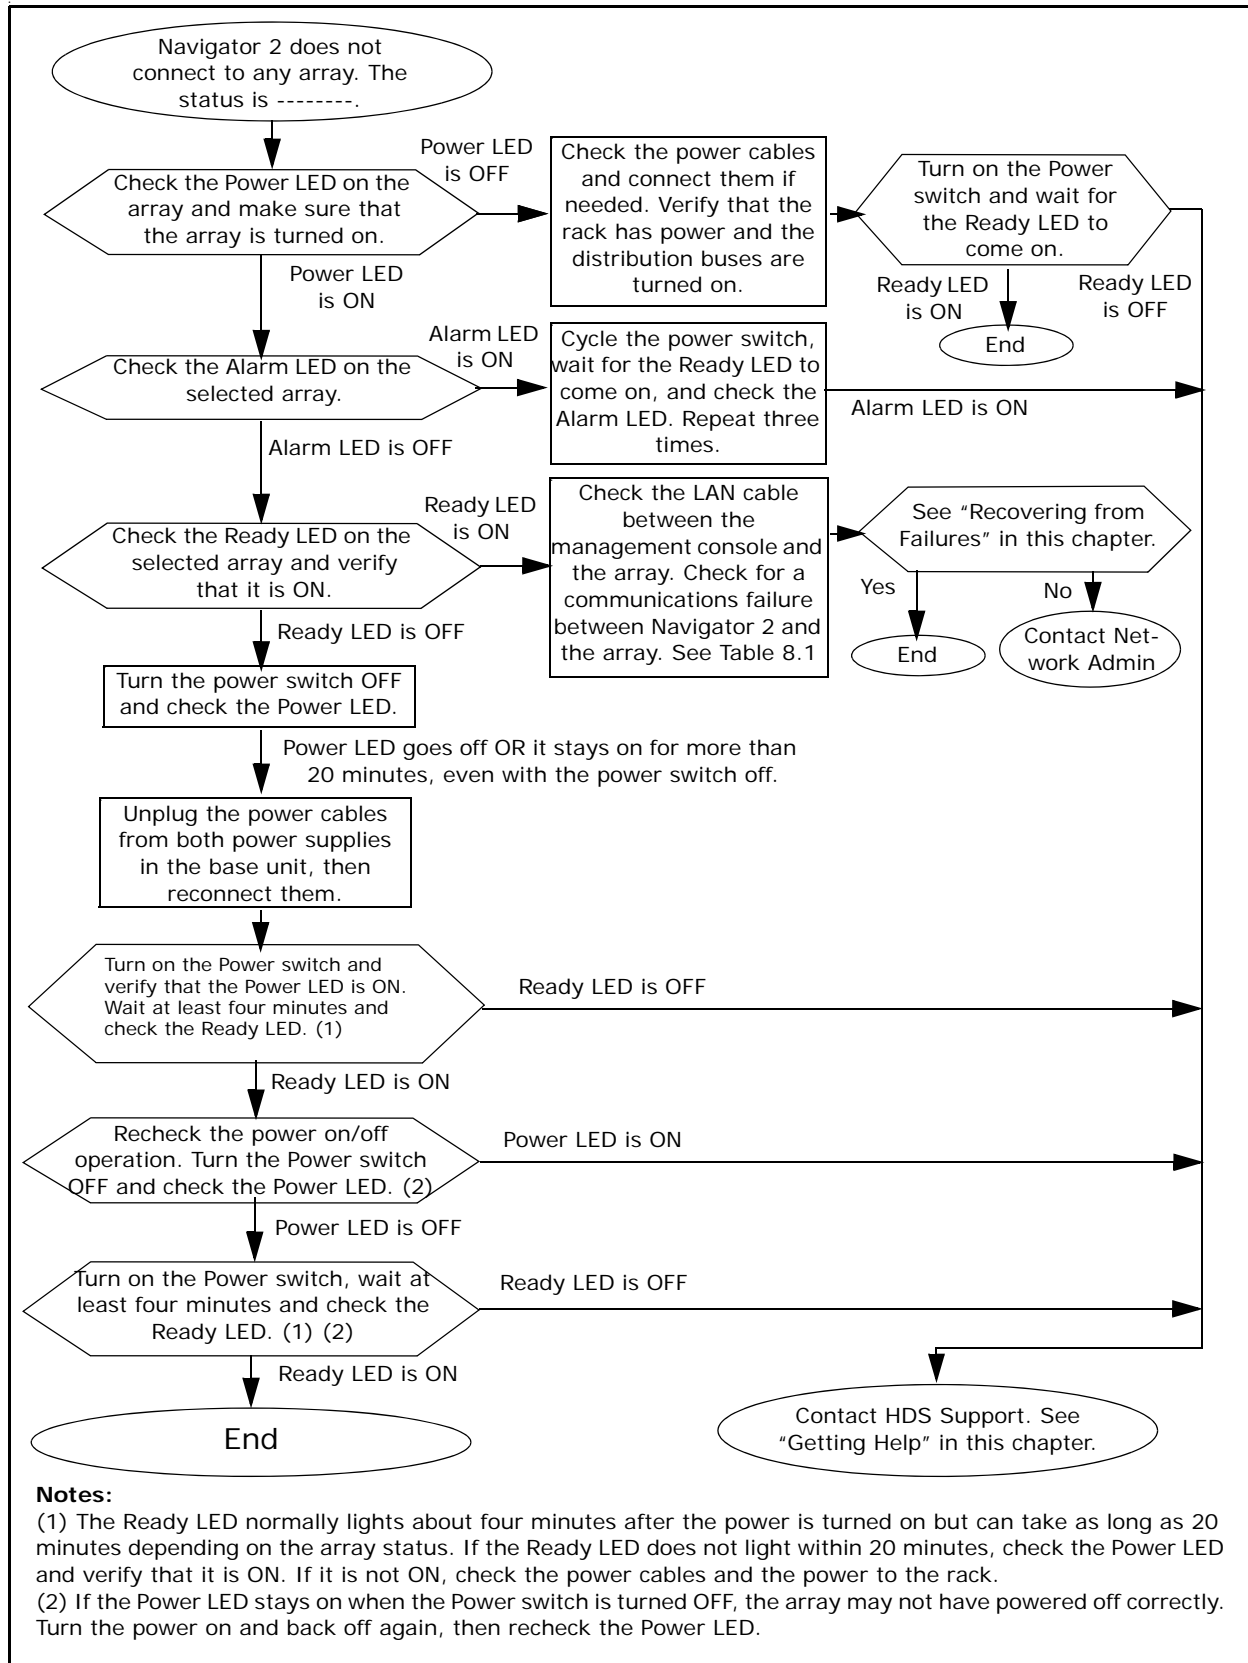 Navigator 2 does not
connect to any array. The
status is --------.
Power LED
is OFF
Check the Power LED on the
array and make sure that
the array is turned on.
Check the power cables
and connect them if
needed. Verify that the
rack has power and the
distribution buses are
turned on.
Turn on the Power
switch and wait for
the Ready LED to
come on.
Power LED
is ON
Ready LED
is ON
Ready LED
is OFF
End
Check the Alarm LED on the
selected array.
Alarm LED
is ON
Cycle the power switch,
wait for the Ready LED to
come on, and check the
Alarm LED. Repeat three
times.
Alarm LED is ON
Alarm LED is OFF
Check the Ready LED on the
selected array and verify
that it is ON.
Ready LED
is ON
Check the LAN cable
between the
management console and
the array. Check for a
communications failure
between Navigator 2 and
the array. See Table 8.1
See “Recovering from
Failures” in this chapter.
Yes
No
End
Contact Net-
work Admin
Ready LED is OFF
Turn the power switch OFF
and check the Power LED.
Power LED goes off OR it stays on for more than
20 minutes, even with the power switch off.
Unplug the power cables
from both power supplies
in the base unit, then
reconnect them.
Turn on the Power switch and
verify that the Power LED is ON.
Wait at least four minutes and
check the Ready LED. (1)
Ready LED is OFF
Ready LED is ON
Recheck the power on/off
operation. Turn the Power switch
OFF and check the Power LED. (2)
Power LED is ON
Power LED is OFF
Turn on the Power switch, wait at
least four minutes and check the
Ready LED. (1) (2)
Ready LED is OFF
Ready LED is ON
End
Contact HDS Support. See
“Getting Help” in this chapter.
Notes:
(1) The Ready LED normally lights about four minutes after the power is turned on but can take as long as 20
minutes depending on the array status. If the Ready LED does not light within 20 minutes, check the Power LED
and verify that it is ON. If it is not ON, check the power cables and the power to the rack.
(2) If the Power LED stays on when the Power switch is turned OFF, the array may not have powered off correctly.
Turn the power on and back off again, then recheck the Power LED.